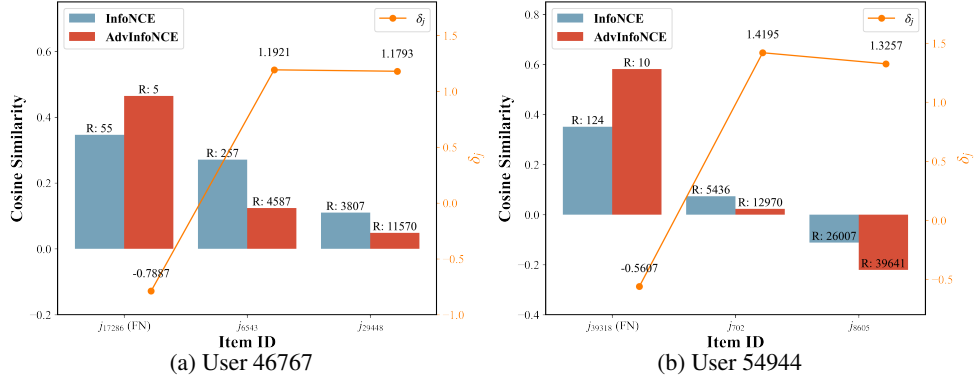 InfoNCE
AdvInfoNCE
δj
0.6
0.4
0.2
0.0
−0.2
Cosine Similarity
R: 55
R: 5
R: 257
R: 4587
R: 3807
R: 11570
-0.7887
1.1921
1.1793
1.5
1.0
0.5
0.0
−0.5
1.0
δj
j17286 (FN)
j6543
j29448
Item ID
(a) User 46767
InfoNCE
AdvInfoNCE
δj
0.8
0.6
0.4
0.2
0.0
−0.2
−0.4
Cosine Similarity
R: 124
R: 10
R: 5436
R: 12970
R: 26007
R: 39641
-0.5607
1.4195
1.3257
1.5
1.0
0.5
0.0
−0.5
δj
j39318 (FN)
j702
j8605
Item ID
(b) User 54944